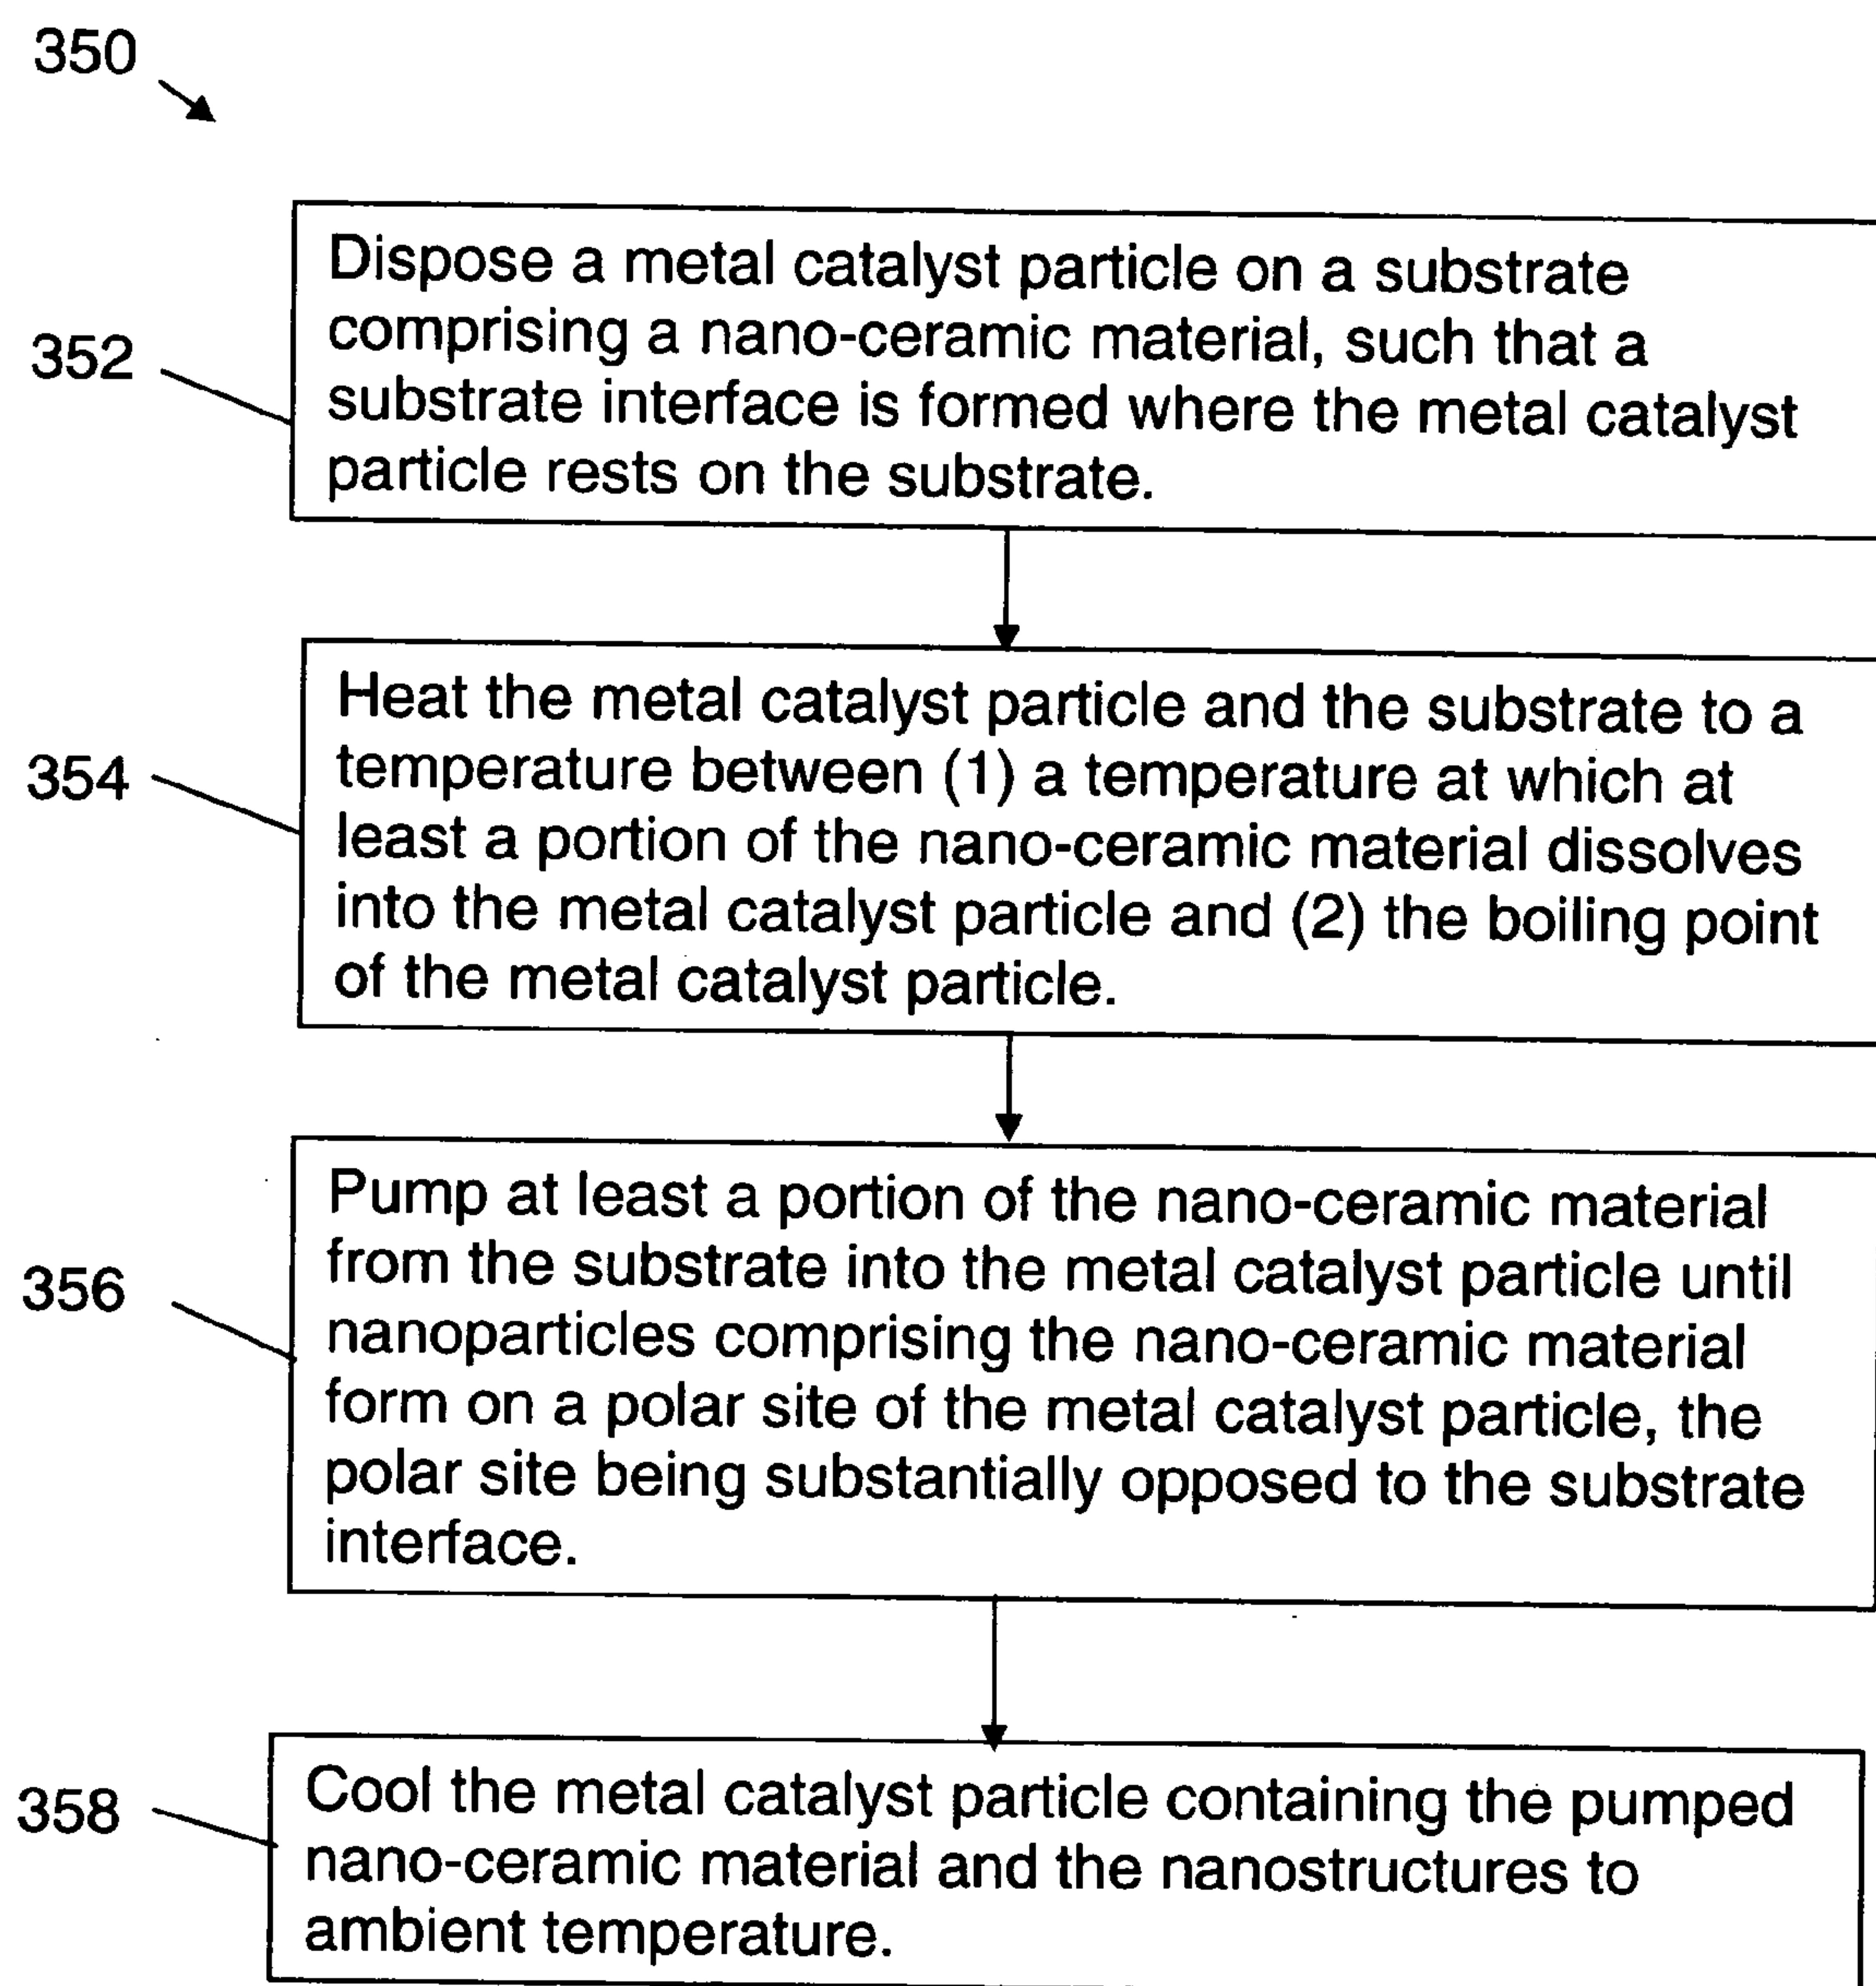 350
352
Dispose a metal catalyst particle on a substrate
comprising a nano-ceramic material, such that a
substrate interface is formed where the metal catalyst
particle rests on the substrate.
354
Heat the metal catalyst particle and the substrate to a
temperature between (1) a temperature at which at
least a portion of the nano-ceramic material dissolves
into the metal catalyst particle and (2) the boiling point
of the metal catalyst particle.
356
Pump at least a portion of the nano-ceramic material
from the substrate into the metal catalyst particle until
nanoparticles comprising the nano-ceramic material
form on a polar site of the metal catalyst particle, the
polar site being substantially opposed to the substrate
interface.
358
Cool the metal catalyst particle containing the pumped
nano-ceramic material and the nanostructures to
ambient temperature.